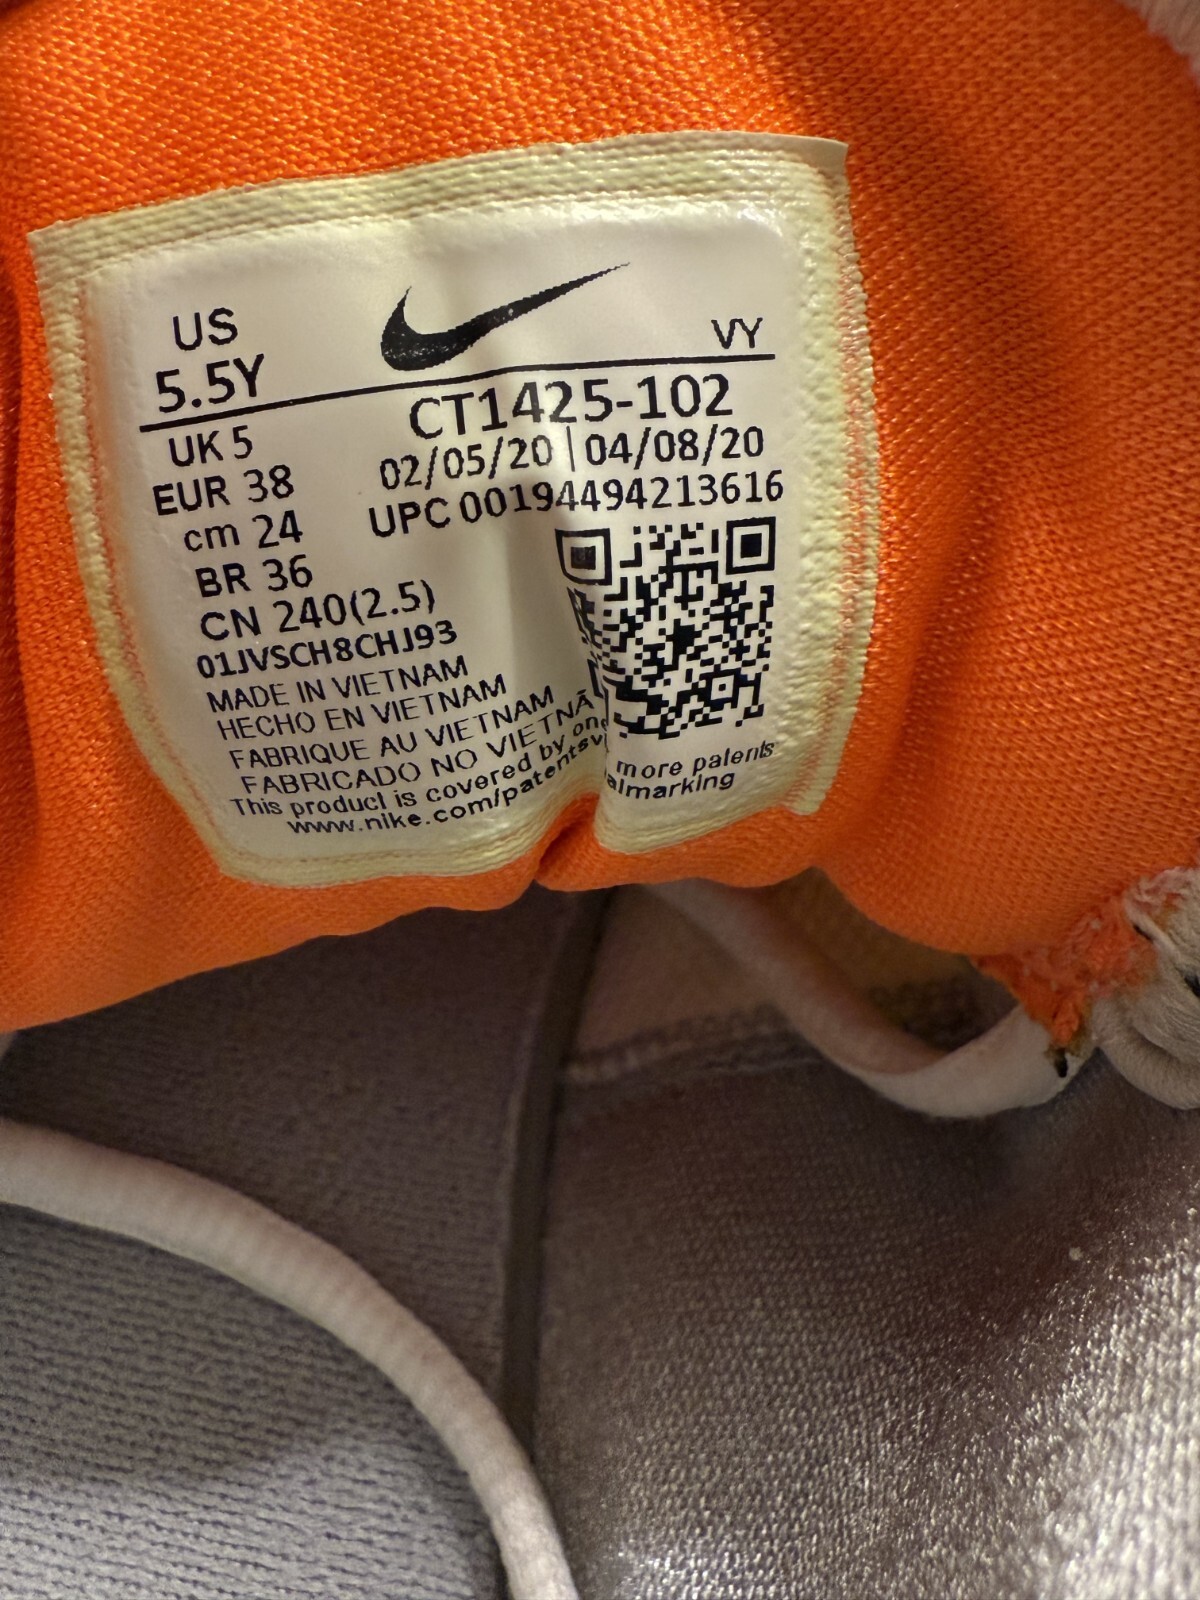 US
5.5Y
VY
UK 5
EUR 38
cm 24
BR 36
CN 240(2.5)
CT1425-102
02/05/20 | 04/08/20
UPC 00194494213616
01JVSCH8CHJ93
MADE IN VIETNAM
HECHO EN VIETNAM
FABRIQUE AU VIETNAM
FABRICADO NO VIETNÃ
This product is covered by one more patents
www.nike.com/patentsv almarking